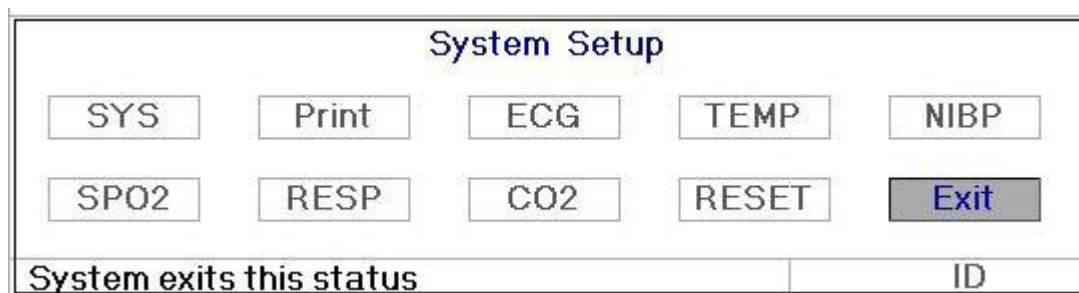 System Setup
SYS Print ECG TEMP NIBP
SPO2 RESP CO2 RESET Exit
System exits this status ID